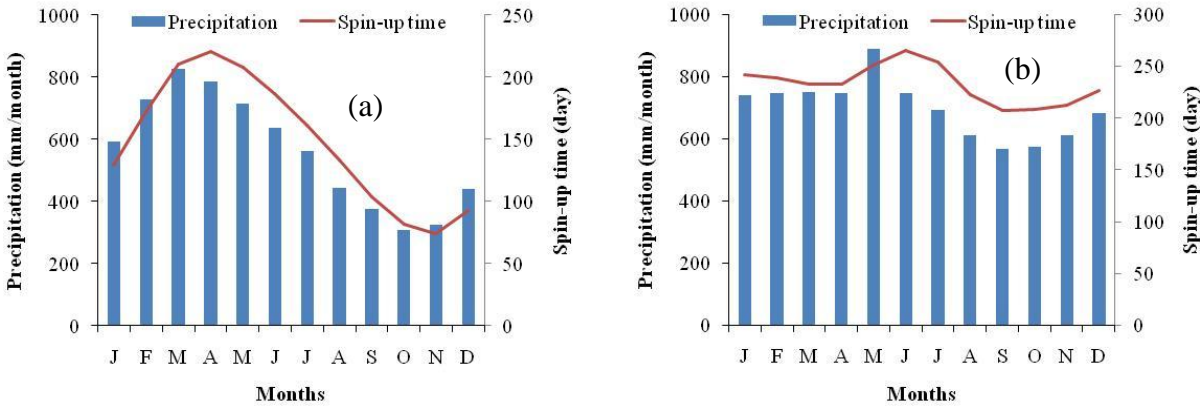 Precipitation Spin-up time
(a)
Precipitation (mm/month)
1000
800
600
400
200
0
250
200
150
100
50
0
Spin-up time (day)
J F M A M J J A S O N D
Months
Precipitation Spin-up time
(b)
Precipitation (mm/month)
1000
800
600
400
200
0
300
250
200
150
100
50
0
Spin-up time (day)
J F M A M J J A S O N D
Months